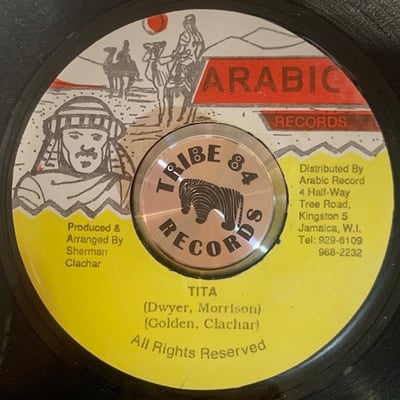 ARABIC
RECORDS
TRIBE 84
RECORDS
Produced &
Arranged By
Sherman
Clachar
Distributed By
Arabic Record
4 Half-Way
Tree Road,
Kingston 5
Jamaica, W.I.
Tel: 929-6109
968-2232
TITA
(Dwyer, Morrison)
(Golden, Clachar)
All Rights Reserved